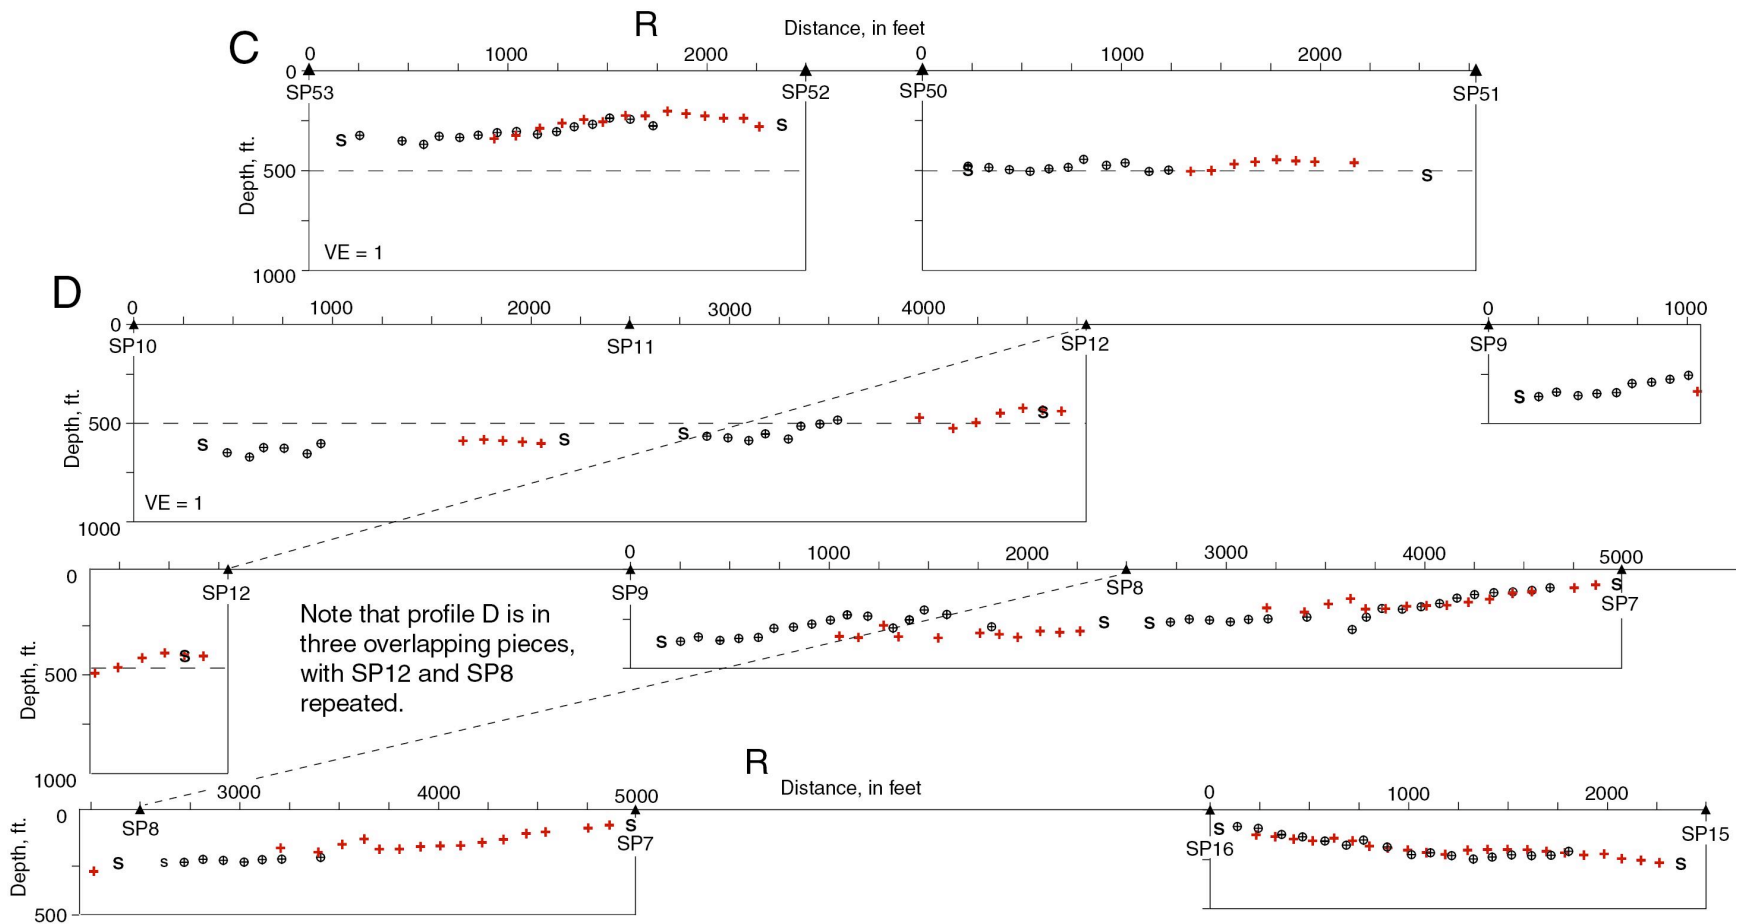 R
Distance, in feet
C
0 1000 2000 0 1000 2000
0
SP53 SP52 SP50 SP51
S S
Depth, ft.
500
S S
VE = 1
1000
D
0 1000 2000 3000 4000 0 1000
0
SP10 SP11 SP12 SP9
S
Depth, ft.
500
S S S S
VE = 1
1000
0 1000 2000 3000 4000 5000
0
SP12 SP9 SP8 SP7
S
Note that profile D is in
three overlapping pieces,
with SP12 and SP8
repeated.
S S S
S
Depth, ft.
500
1000
R
Distance, in feet
3000 4000 5000 0 1000 2000
0
SP8 SP7 SP16 SP15
S S S S S
Depth, ft.
500